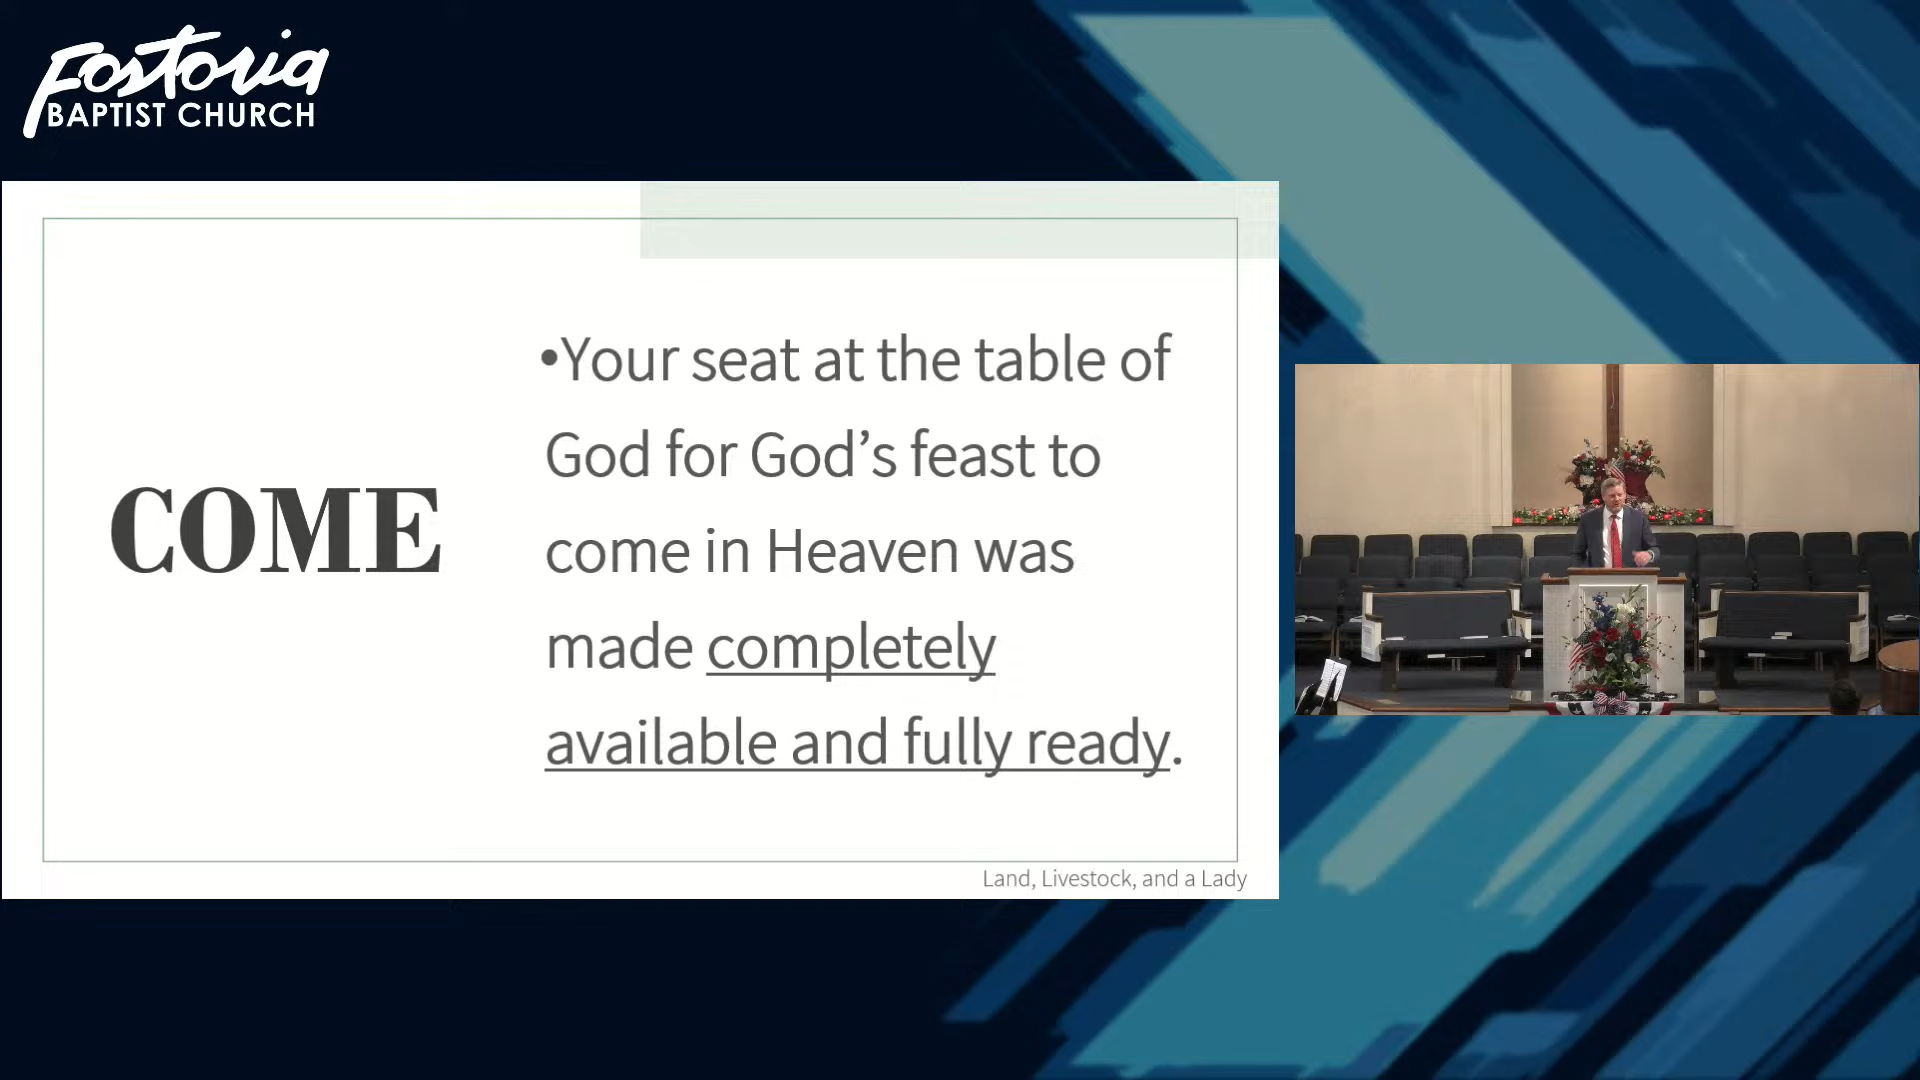 Fostoria
BAPTIST CHURCH
COME
•Your seat at the table of
God for God’s feast to
come in Heaven was
made completely
available and fully ready.
Land, Livestock, and a Lady